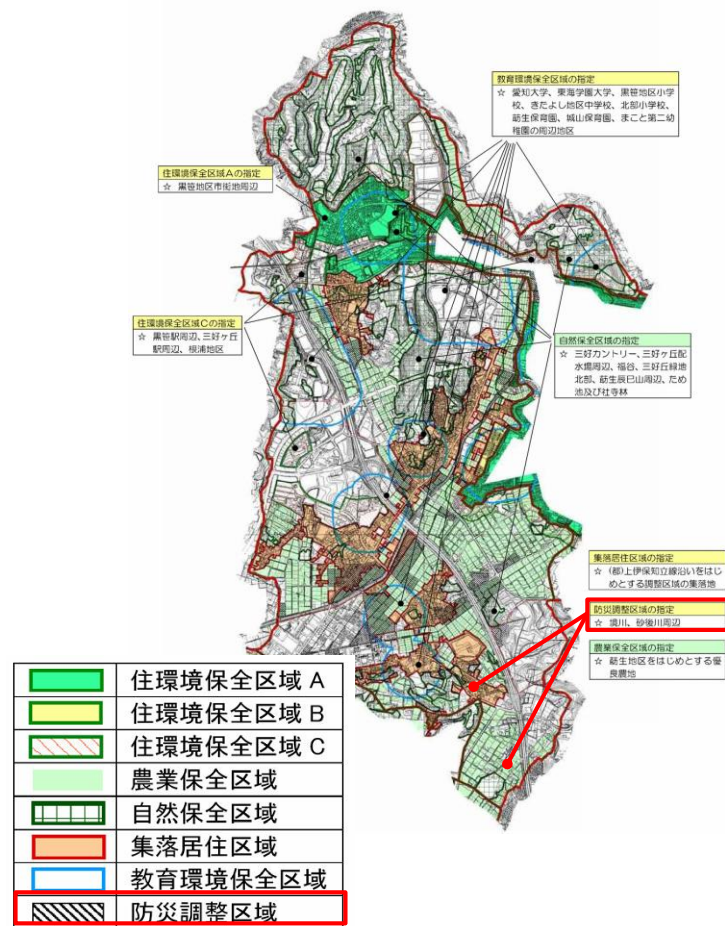 教育環境保全区域の指定
☆ 愛知大学、東海学園大学、黒笹地区小学
校、きたよし地区中学校、北部小学校、
莇生保育園、城山保育園、まこと第二幼
稚園の周辺地区
住環境保全区域Aの指定
☆ 黒笹地区市街地周辺
住環境保全区域Cの指定
☆ 黒笹駅周辺、三好ヶ丘
駅周辺、根浦地区
自然保全区域の指定
☆ 三好カントリー、三好ヶ丘配
水場周辺、福谷、三好丘緑地
北部、莇生辰巳山周辺、ため
池及び社寺林
集落居住区域の指定
☆ (都)上伊保知立線沿いをはじ
めとする調整区域の集落地
防災調整区域の指定
☆ 境川、砂後川周辺
農業保全区域の指定
☆ 莇生地区をはじめとする優
良農地
住環境保全区域 A
住環境保全区域 B
住環境保全区域 C
農業保全区域
自然保全区域
集落居住区域
教育環境保全区域
防災調整区域